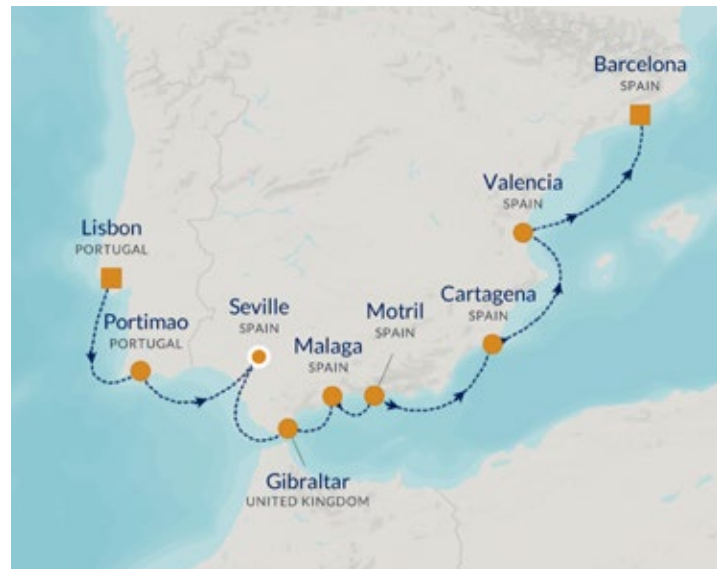 Barcelona
SPAIN
Valencia
SPAIN
Lisbon
PORTUGAL
Seville
SPAIN
Motril
SPAIN
Cartagena
SPAIN
Portimao
PORTUGAL
Malaga
SPAIN
Gibraltar
UNITED KINGDOM